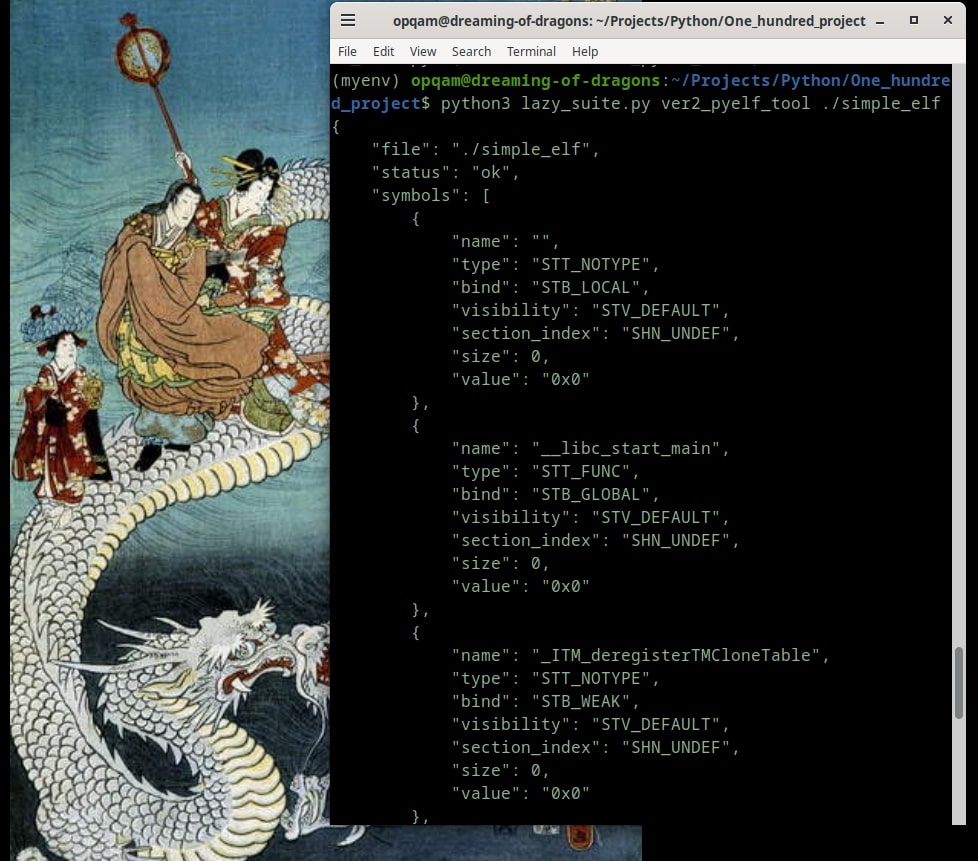 opqam@dreaming-of-dragons: ~/Projects/Python/One_hundred_project
File Edit View Search Terminal Help
(myenv) opqam@dreaming-of-dragons:~/Projects/Python/One_hundre
d_project$ python3 lazy_suite.py ver2_pyelf_tool ./simple_elf
{
    "file": "./simple_elf",
    "status": "ok",
    "symbols": [
        {
            "name": "",
            "type": "STT_NOTYPE",
            "bind": "STB_LOCAL",
            "visibility": "STV_DEFAULT",
            "section_index": "SHN_UNDEF",
            "size": 0,
            "value": "0x0"
        },
        {
            "name": "__libc_start_main",
            "type": "STT_FUNC",
            "bind": "STB_GLOBAL",
            "visibility": "STV_DEFAULT",
            "section_index": "SHN_UNDEF",
            "size": 0,
            "value": "0x0"
        },
        {
            "name": "_ITM_deregisterTMCloneTable",
            "type": "STT_NOTYPE",
            "bind": "STB_WEAK",
            "visibility": "STV_DEFAULT",
            "section_index": "SHN_UNDEF",
            "size": 0,
            "value": "0x0"
        },